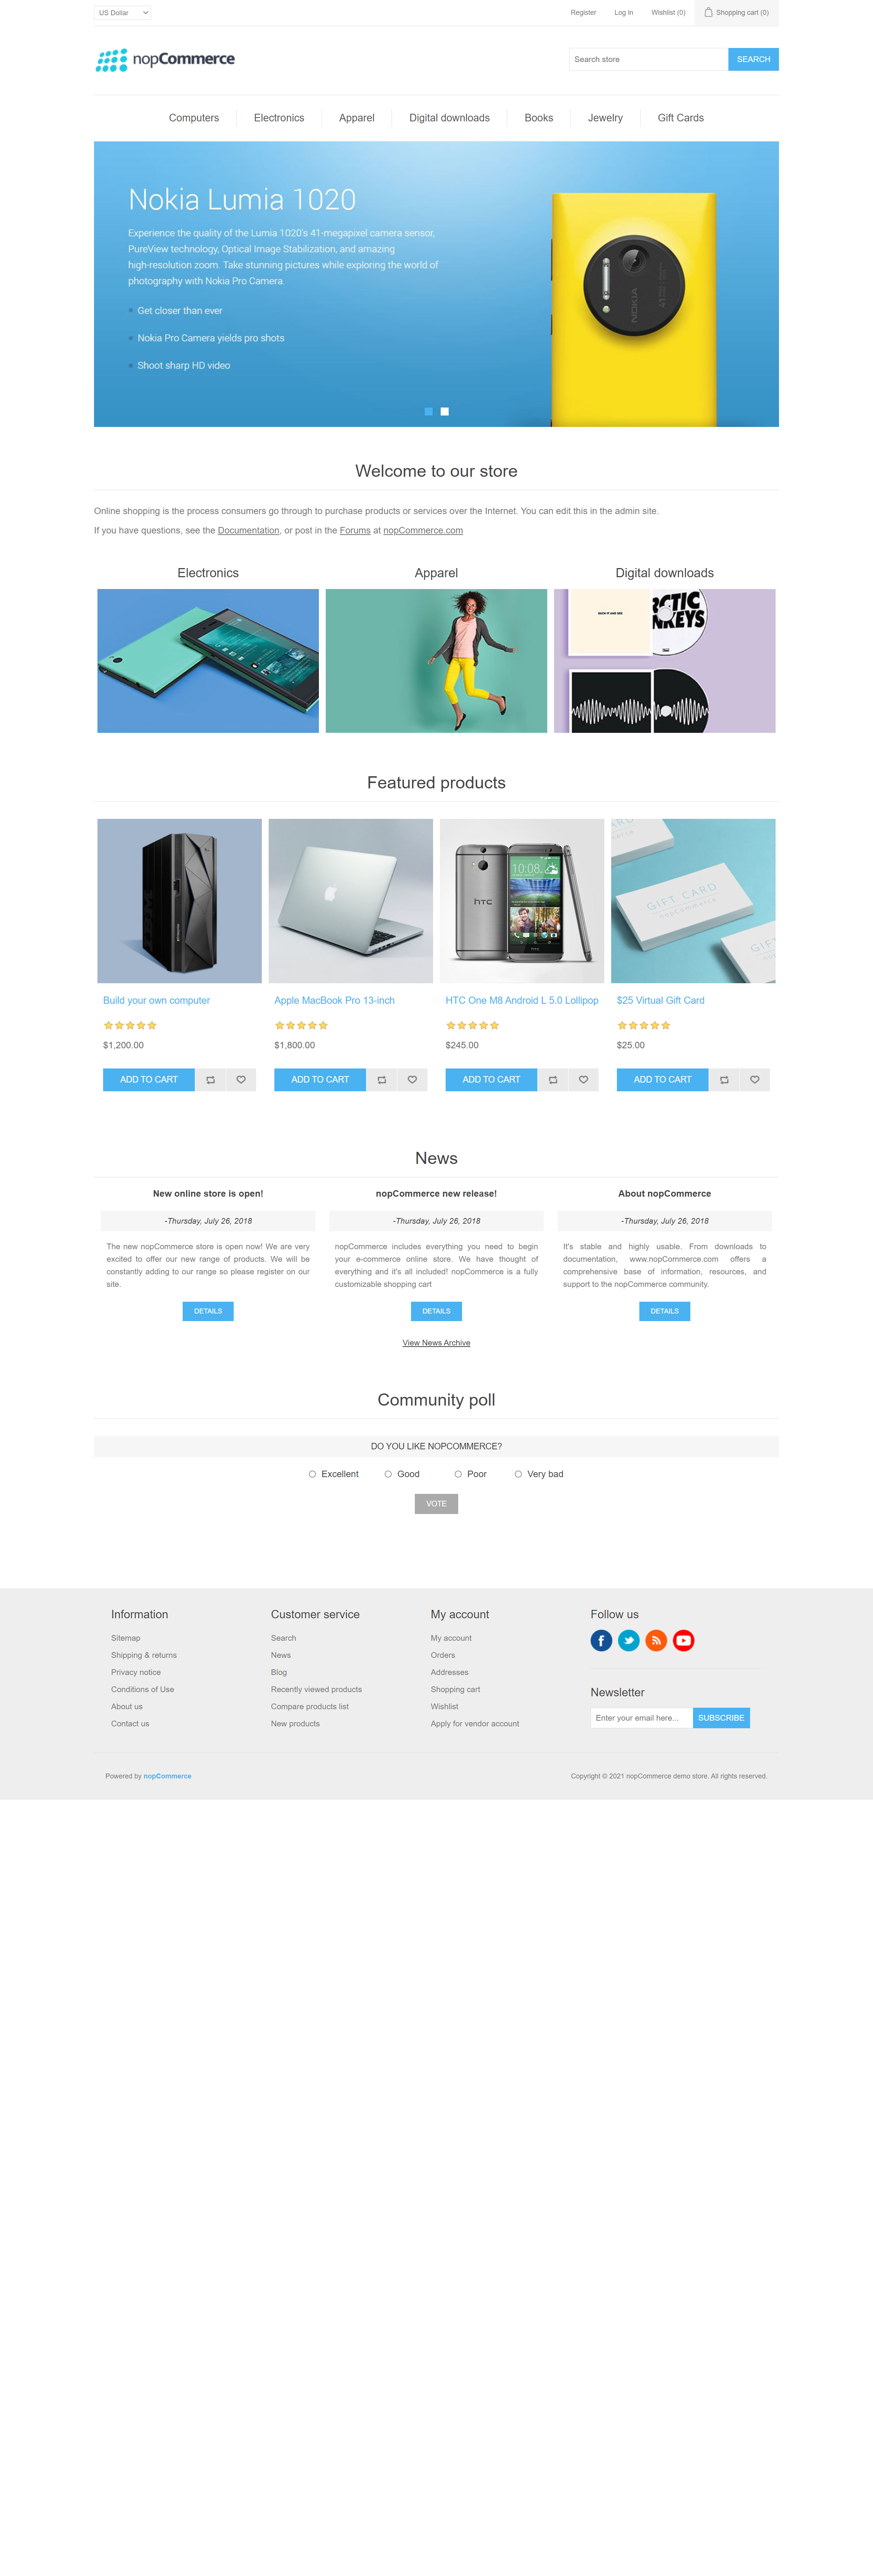 US Dollar
Register
Log in
Wishlist (0)
Shopping cart (0)
nopCommerce
Search store
SEARCH
Computers
Electronics
Apparel
Digital downloads
Books
Jewelry
Gift Cards
Nokia Lumia 1020
Experience the quality of the Lumia 1020's 41-megapixel camera sensor,
PureView technology, Optical Image Stabilization, and amazing
high-resolution zoom. Take stunning pictures while exploring the world of
photography with Nokia Pro Camera.
Get closer than ever
Nokia Pro Camera yields pro shots
Shoot sharp HD video
NOKIA
Welcome to our store
Online shopping is the process consumers go through to purchase products or services over the Internet. You can edit this in the admin site.
If you have questions, see the Documentation, or post in the Forums at nopCommerce.com
Electronics
Apparel
Digital downloads
Featured products
10:08
hTC
GIFT CARD
nopCommerce
Build your own computer
$1,200.00
ADD TO CART
Apple MacBook Pro 13-inch
$1,800.00
ADD TO CART
HTC One M8 Android L 5.0 Lollipop
$245.00
ADD TO CART
$25 Virtual Gift Card
$25.00
ADD TO CART
News
New online store is open!
-Thursday, July 26, 2018
The new nopCommerce store is open now! We are very
excited to offer our new range of products. We will be
constantly adding to our range so please register on our
site.
DETAILS
nopCommerce new release!
-Thursday, July 26, 2018
nopCommerce includes everything you need to begin
your e-commerce online store. We have thought of
everything and it's all included! nopCommerce is a fully
customizable shopping cart
DETAILS
About nopCommerce
-Thursday, July 26, 2018
It's stable and highly usable. From downloads to
documentation, www.nopCommerce.com offers a
comprehensive base of information, resources, and
support to the nopCommerce community.
DETAILS
View News Archive
Community poll
DO YOU LIKE NOPCOMMERCE?
Excellent
Good
Poor
Very bad
VOTE
Information
Sitemap
Shipping & returns
Privacy notice
Conditions of Use
About us
Contact us
Customer service
Search
News
Blog
Recently viewed products
Compare products list
New products
My account
My account
Orders
Addresses
Shopping cart
Wishlist
Apply for vendor account
Follow us
Newsletter
Enter your email here...
SUBSCRIBE
Powered by nopCommerce
Copyright © 2021 nopCommerce demo store. All rights reserved.